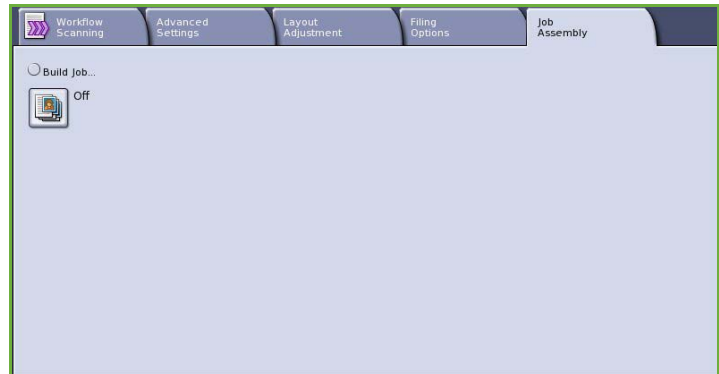 Workflow
Scanning
Advanced
Settings
Layout
Adjustment
Filing
Options
Job
Assembly
Build Job...
Off